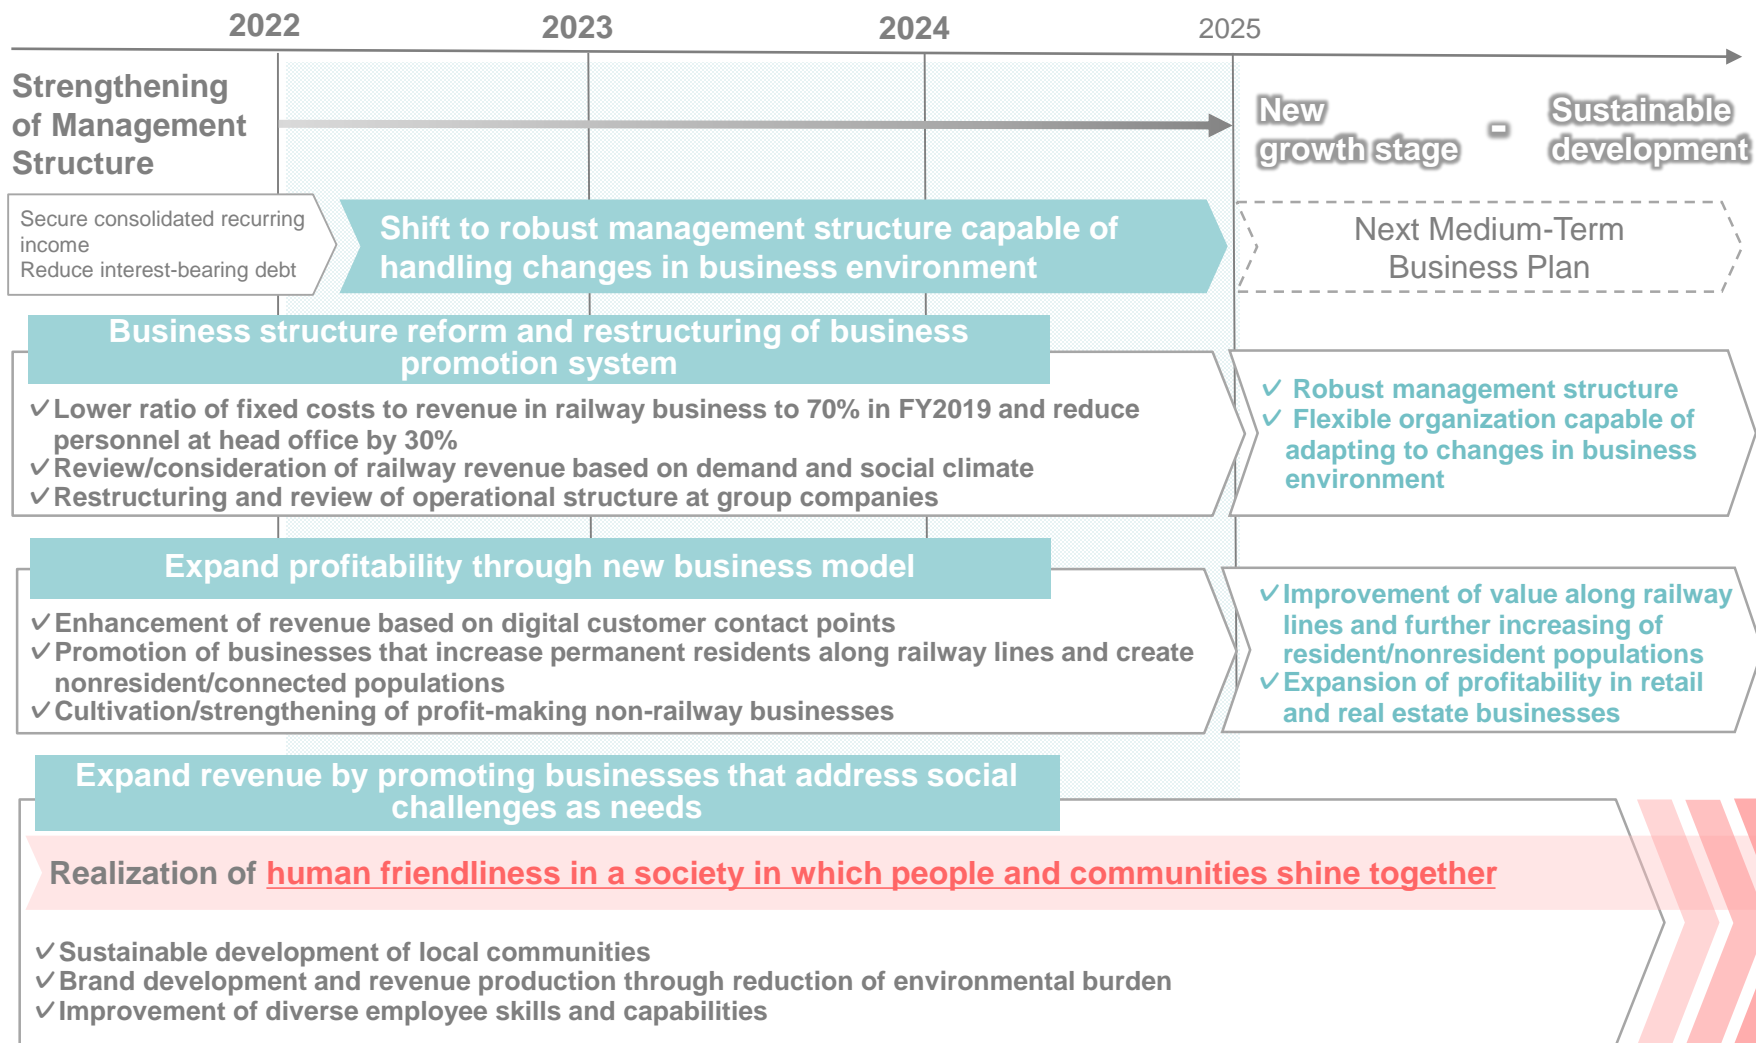 2022 2023 2024 2025
Strengthening
of Management
Structure
New
growth stage
-
Sustainable
development
Secure consolidated recurring
income
Reduce interest-bearing debt
Shift to robust management structure capable of
handling changes in business environment
Next Medium-Term
Business Plan
Business structure reform and restructuring of business
promotion system
✓Lower ratio of fixed costs to revenue in railway business to 70% in FY2019 and reduce
personnel at head office by 30%
✓Review/consideration of railway revenue based on demand and social climate
✓Restructuring and review of operational structure at group companies
✓ Robust management structure
✓ Flexible organization capable of
adapting to changes in business
environment
Expand profitability through new business model
✓Enhancement of revenue based on digital customer contact points
✓Promotion of businesses that increase permanent residents along railway lines and create
nonresident/connected populations
✓Cultivation/strengthening of profit-making non-railway businesses
✓Improvement of value along railway
lines and further increasing of
resident/nonresident populations
✓Expansion of profitability in retail
and real estate businesses
Expand revenue by promoting businesses that address social
challenges as needs
Realization of human friendliness in a society in which people and communities shine together
✓Sustainable development of local communities
✓Brand development and revenue production through reduction of environmental burden
✓Improvement of diverse employee skills and capabilities